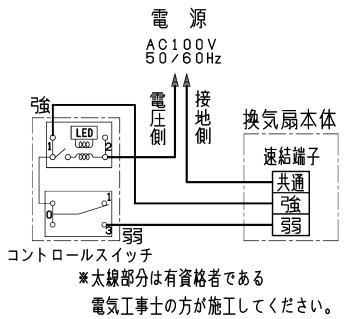 電 源
AC100V
50/60Hz
強
電圧側
接地側
換気扇本体
LED
1
2
速結端子
共通
強
弱
0
1
3
弱
コントロールスイッチ
※太線部分は有資格者である
電気工事士の方が施工してください。